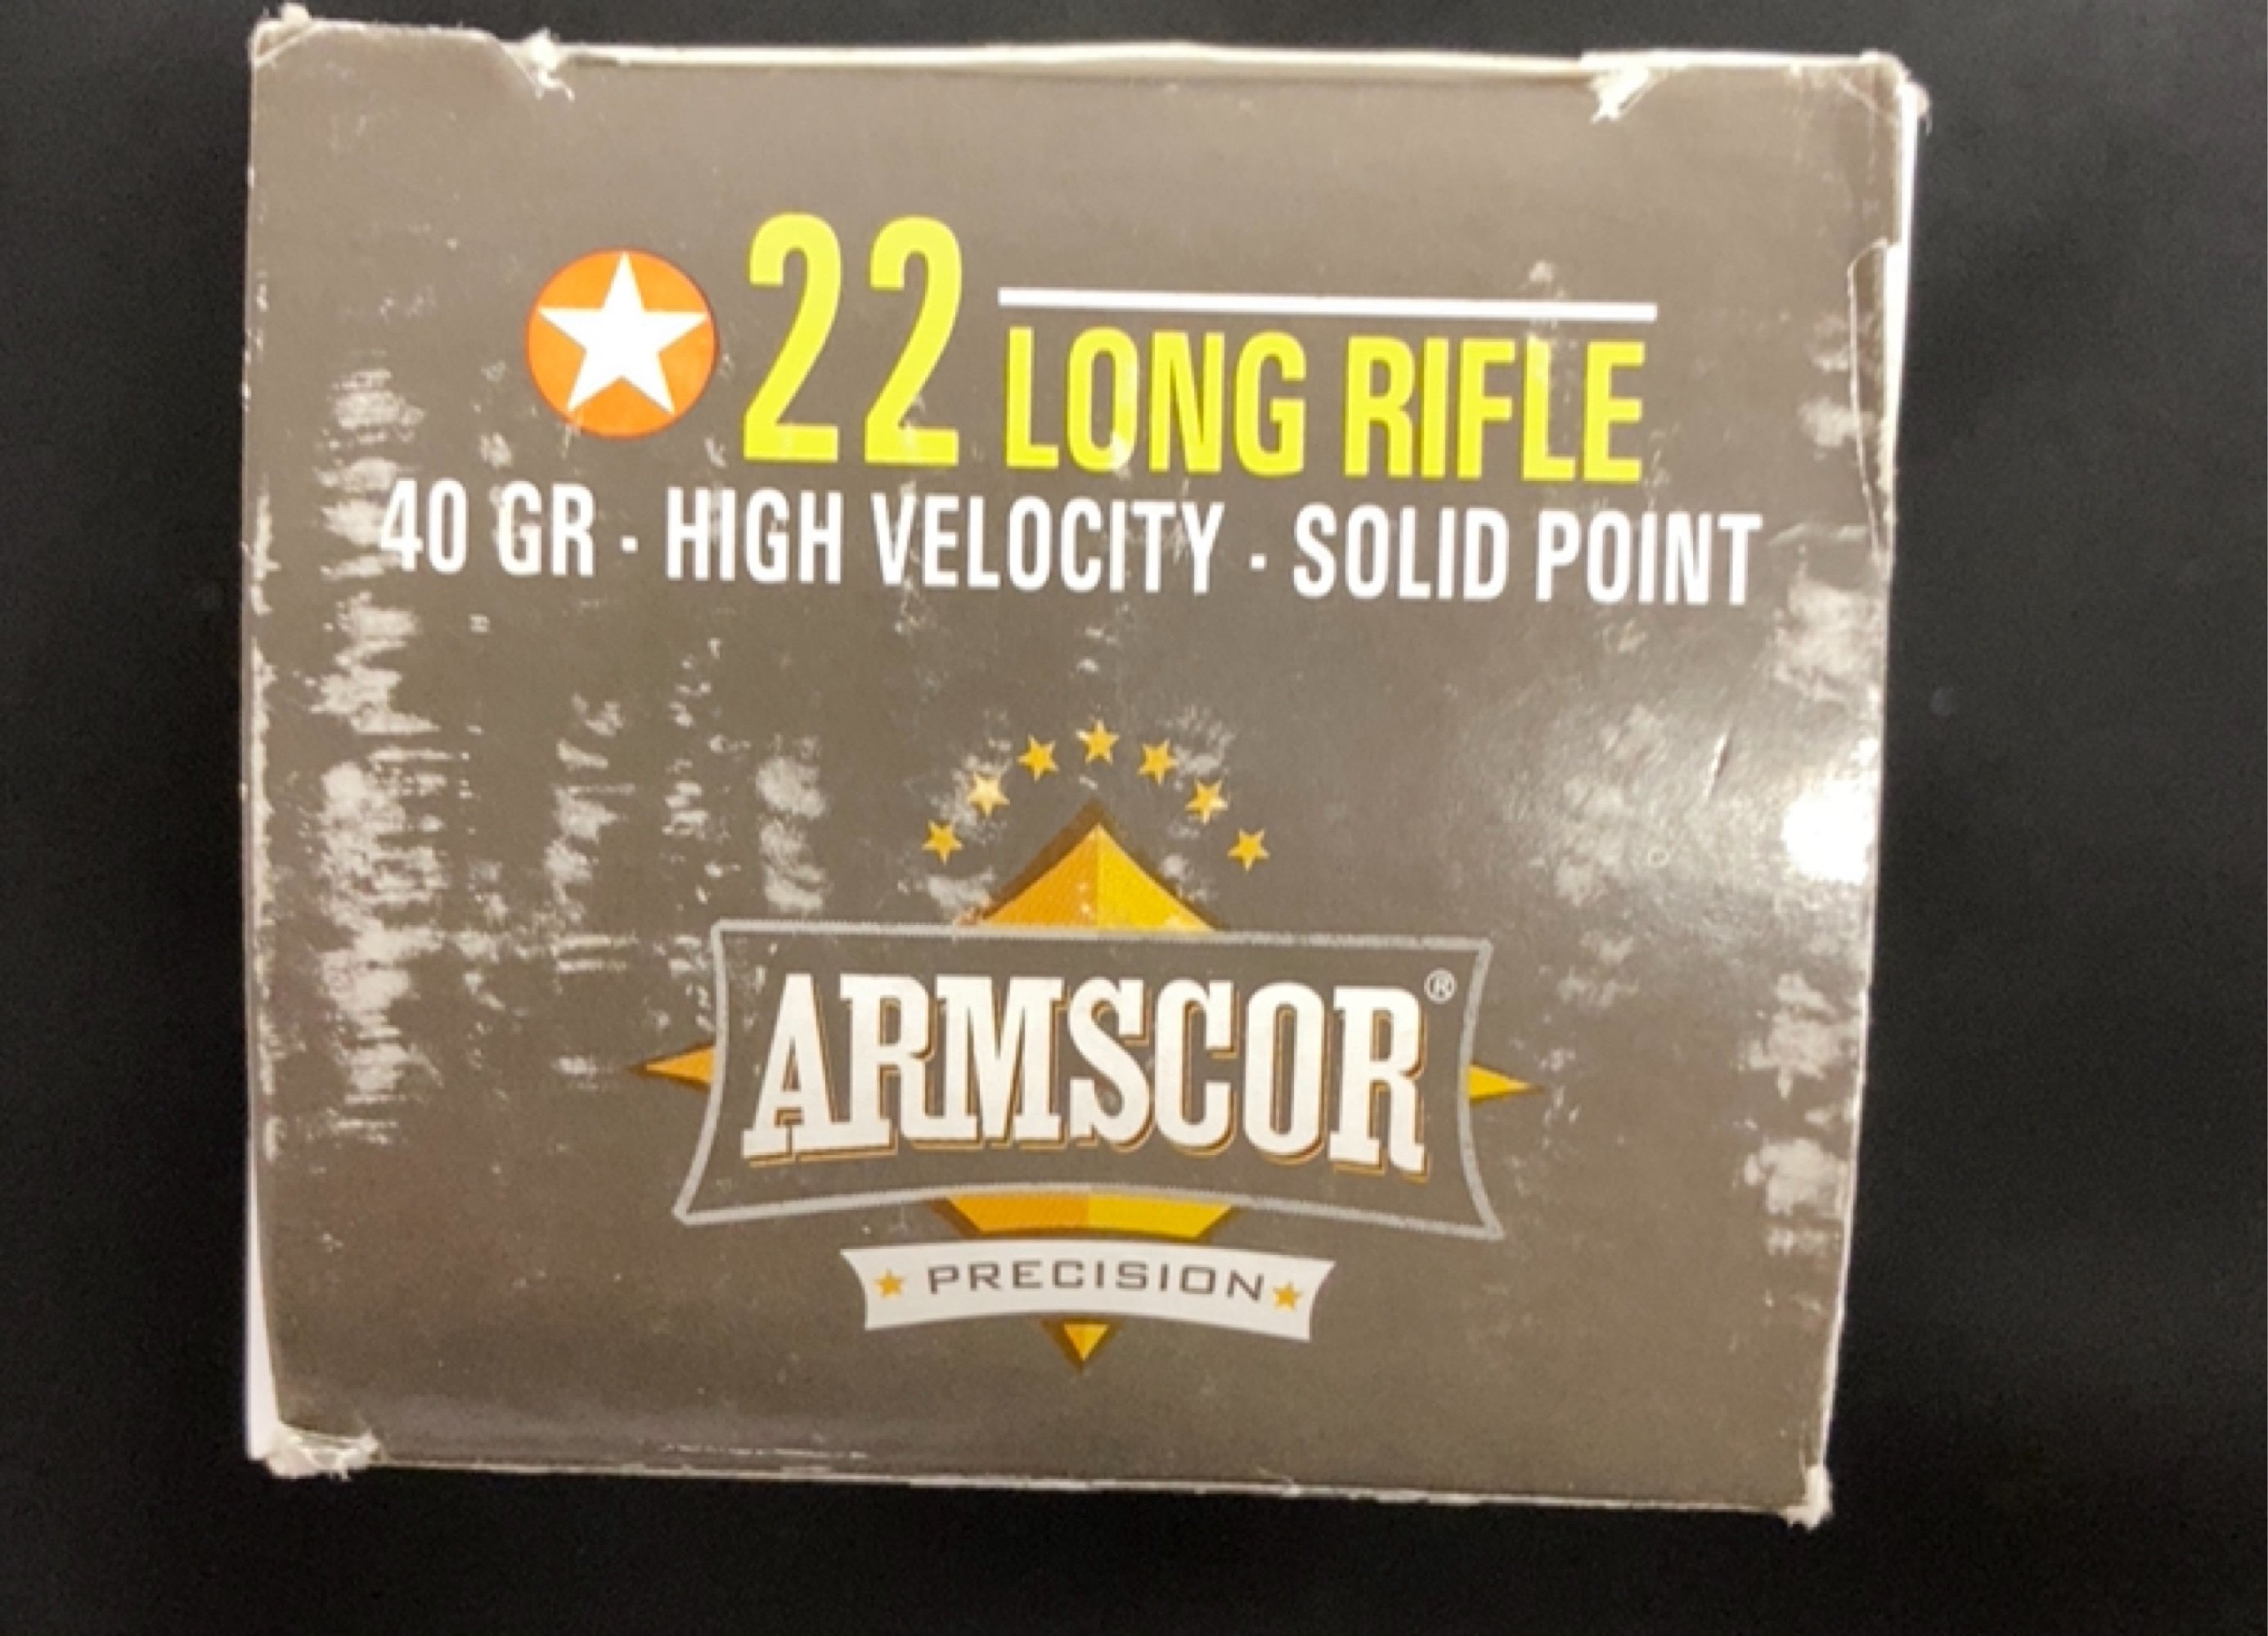 22 LONG RIFLE
40 GR · HIGH VELOCITY · SOLID POINT
ARMSCOR®
PRECISION